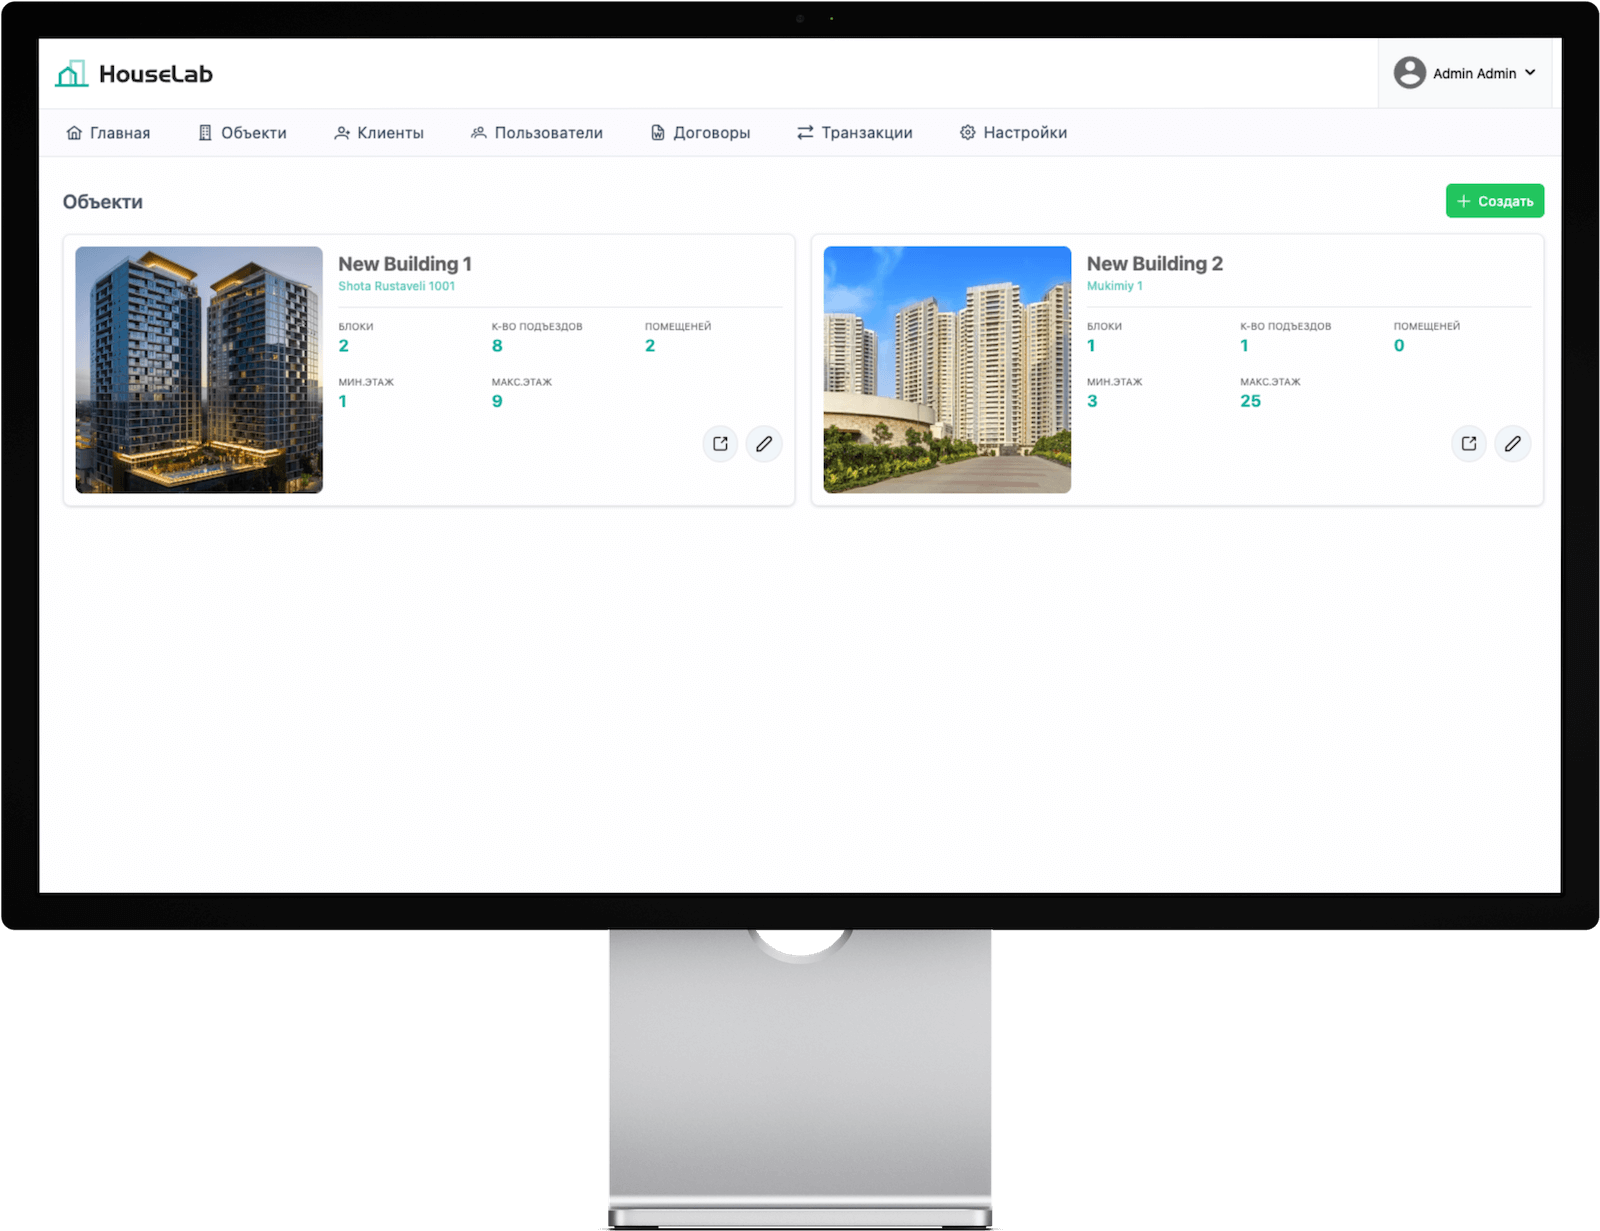 HouseLab
Admin Admin
Главная Объекти Клиенты Пользователи Договоры Транзакции Настройки
Объекти
+ Создать
New Building 1
Shota Rustaveli 1001
БЛОКИ К-ВО ПОДЪЕЗДОВ ПОМЕЩЕНЕЙ
2 8 2
МИН.ЭТАЖ МАКС.ЭТАЖ
1 9
New Building 2
Mukimiy 1
БЛОКИ К-ВО ПОДЪЕЗДОВ ПОМЕЩЕНЕЙ
1 1 0
МИН.ЭТАЖ МАКС.ЭТАЖ
3 25